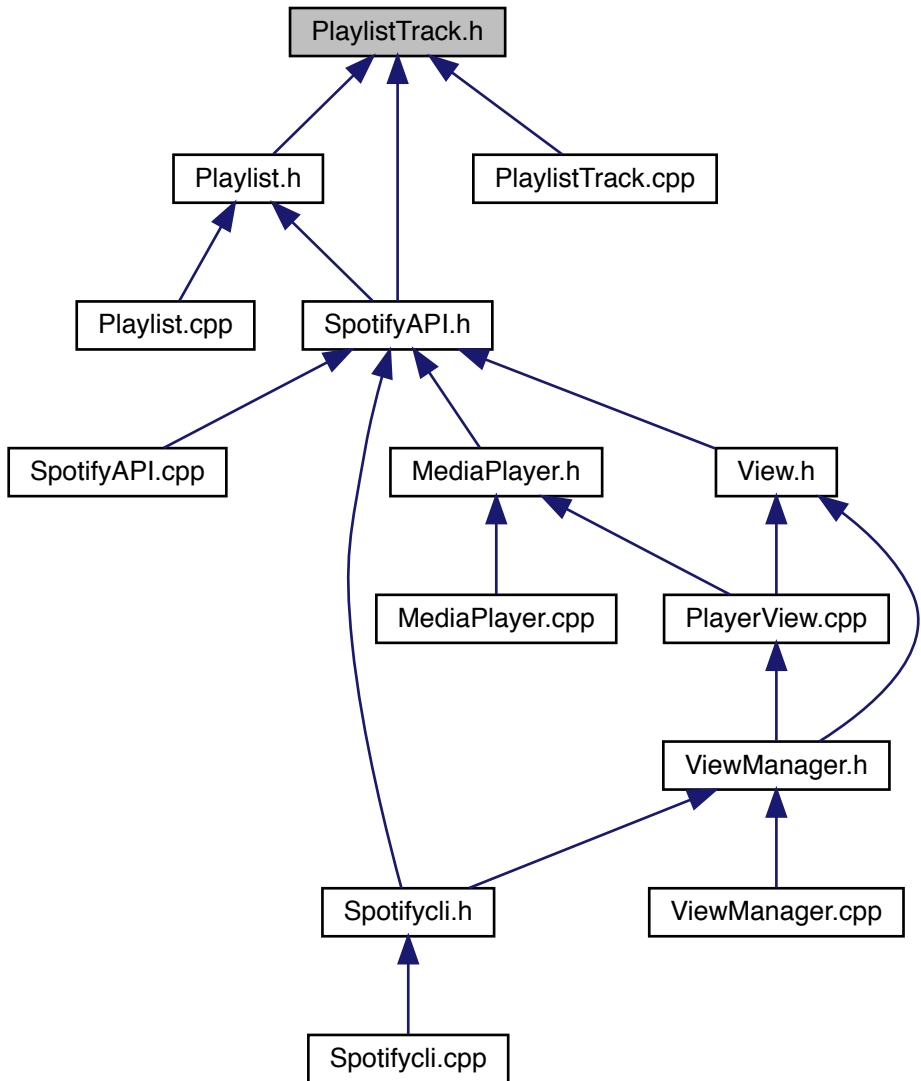 PlaylistTrack.h
Playlist.h
PlaylistTrack.cpp
Playlist.cpp
SpotifyAPI.h
SpotifyAPI.cpp
MediaPlayer.h
View.h
MediaPlayer.cpp
PlayerView.cpp
ViewManager.h
Spotifycli.h
ViewManager.cpp
Spotifycli.cpp